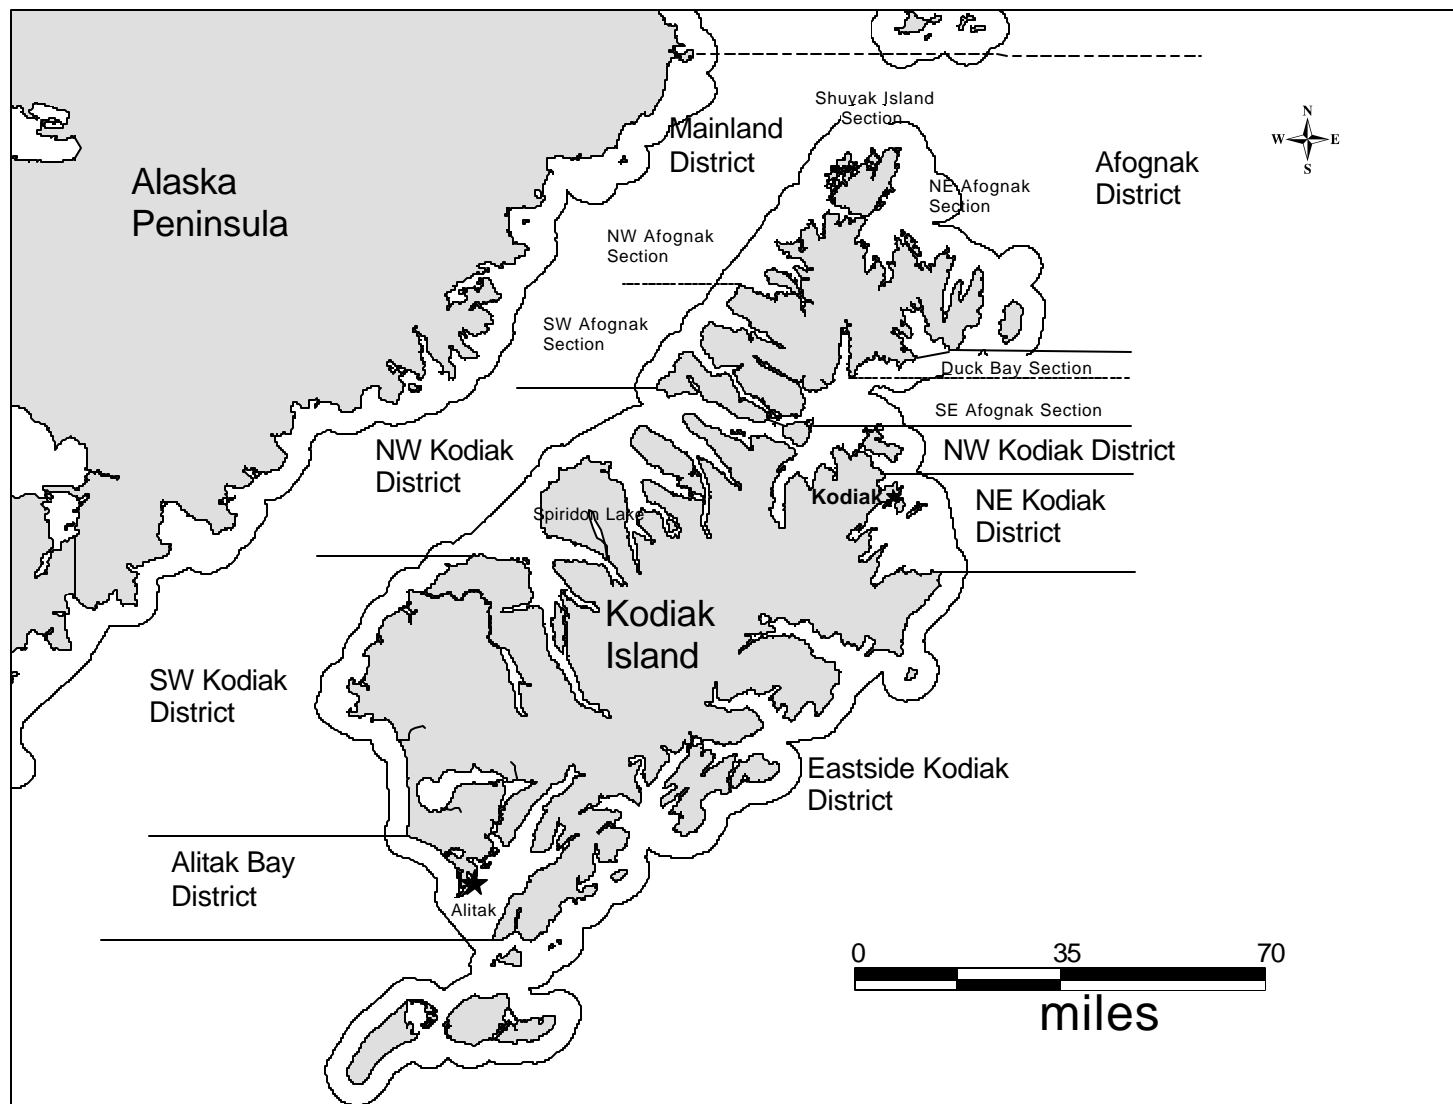 Shuyak Island
Section
N
W E
S
Mainland
District
Afognak
District
Alaska
Peninsula
NE Afognak
Section
NW Afognak
Section
SW Afognak
Section
Duck Bay Section
SE Afognak Section
NW Kodiak
District
NW Kodiak District
Kodiak
NE Kodiak
District
Spiridon Lake
Kodiak
Island
SW Kodiak
District
Eastside Kodiak
District
Alitak Bay
District
Alitak
0 35 70
miles